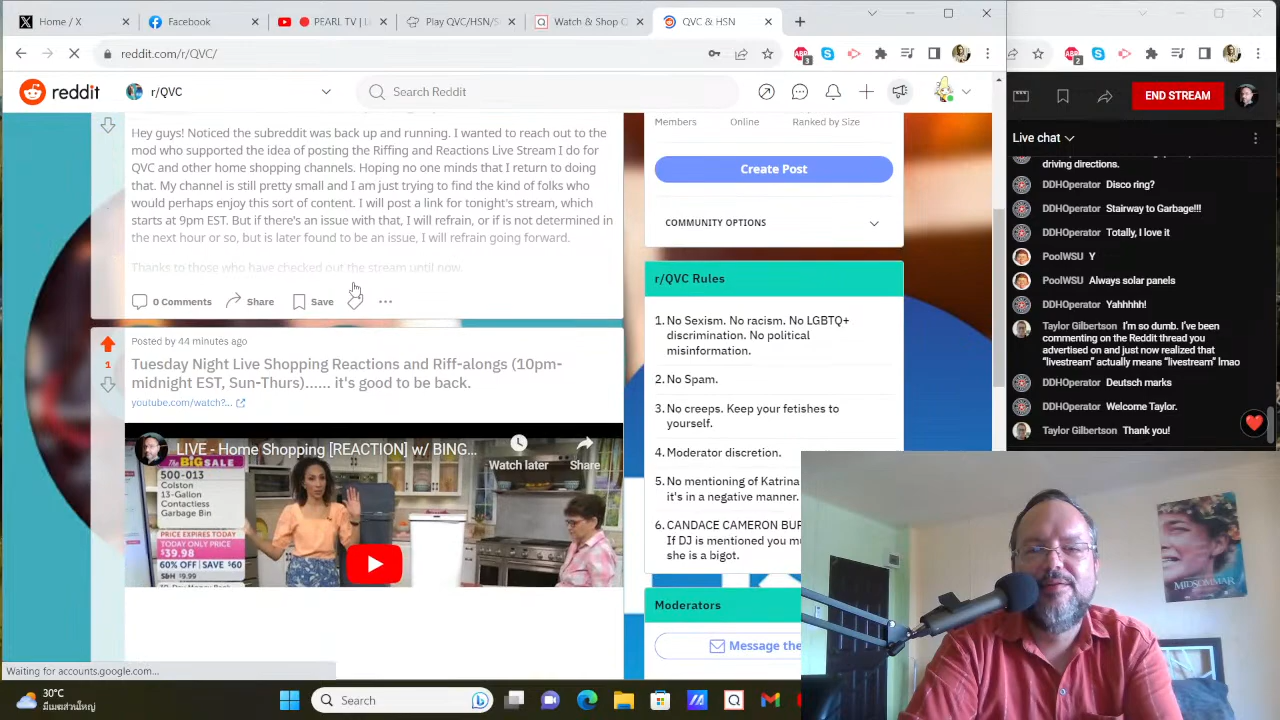 Home / X
Facebook
PEARL TV | L
Play QVC/HSN/S
Watch & Shop Q
QVC & HSN
reddit.com/r/QVC/
reddit
r/QVC
Search Reddit
Hey guys! Noticed the subreddit was back up and running. I wanted to reach out to the
mod who supported the idea of posting the Riffing and Reactions Live Stream I do for
QVC and other home shopping channels. Hoping no one minds that I return to doing
that. My channel is still pretty small and I am just trying to find the kind of folks who
would perhaps enjoy this sort of content. I will post a link for tonight's stream, which
starts at 9pm EST. But if there's an issue with that, I will refrain, or if is not determined in
the next hour or so, but is later found to be an issue, I will refrain going forward.
Thanks to those who have checked out the stream until now.
0 Comments Share Save
1
Posted by 44 minutes ago
Tuesday Night Live Shopping Reactions and Riff-alongs (10pm-
midnight EST, Sun-Thurs)...... it's good to be back.
youtube.com/watch?...
LIVE - Home Shopping [REACTION] w/ BING...
Watch later
Share
The BIG SALE
500-013
Colston
13-Gallon
Contactless
Garbage Bin
PRICE EXPIRES TODAY
TODAY ONLY PRICE
$39.98
60% OFF SAVE $60
Members Online Ranked by Size
Create Post
COMMUNITY OPTIONS
r/QVC Rules
1. No Sexism. No racism. No LGBTQ+
discrimination. No political
misinformation.
2. No Spam.
3. No creeps. Keep your fetishes to
yourself.
4. Moderator discretion.
5. No mentioning of Katrina
it's in a negative manner.
6. CANDACE CAMERON BUR
If DJ is mentioned you mu
she is a bigot.
Moderators
Message the
END STREAM
Live chat
driving directions.
DDHOperator Disco ring?
DDHOperator Stairway to Garbage!!!
DDHOperator Totally, I love it
PoolWSU Y
PoolWSU Always solar panels
DDHOperator Yahhhhh!
Taylor Gilbertson I'm so dumb. I've been
commenting on the Reddit thread you
advertised on and just now realized that
“livestream” actually means “livestream” lmao
DDHOperator Deutsch marks
DDHOperator Welcome Taylor.
Taylor Gilbertson Thank you!
MIDSOMMAR
Waiting for accounts.google.com...
30°C
มีแดดเป็นส่วนใหญ่
Search